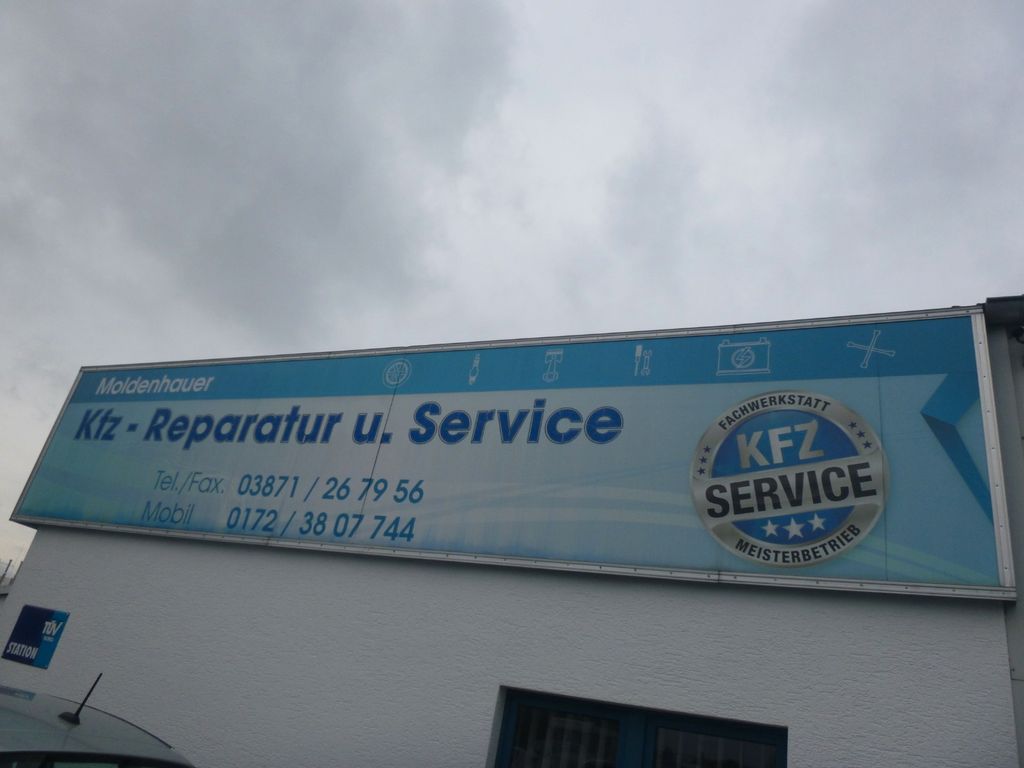 Moldenhauer
Kfz - Reparatur u. Service
Tel./Fax. 03871 / 26 79 56
Mobil 0172 / 38 07 744
FACHWERKSTATT
KFZ
SERVICE
MEISTERBETRIEB
TÜV
STATION